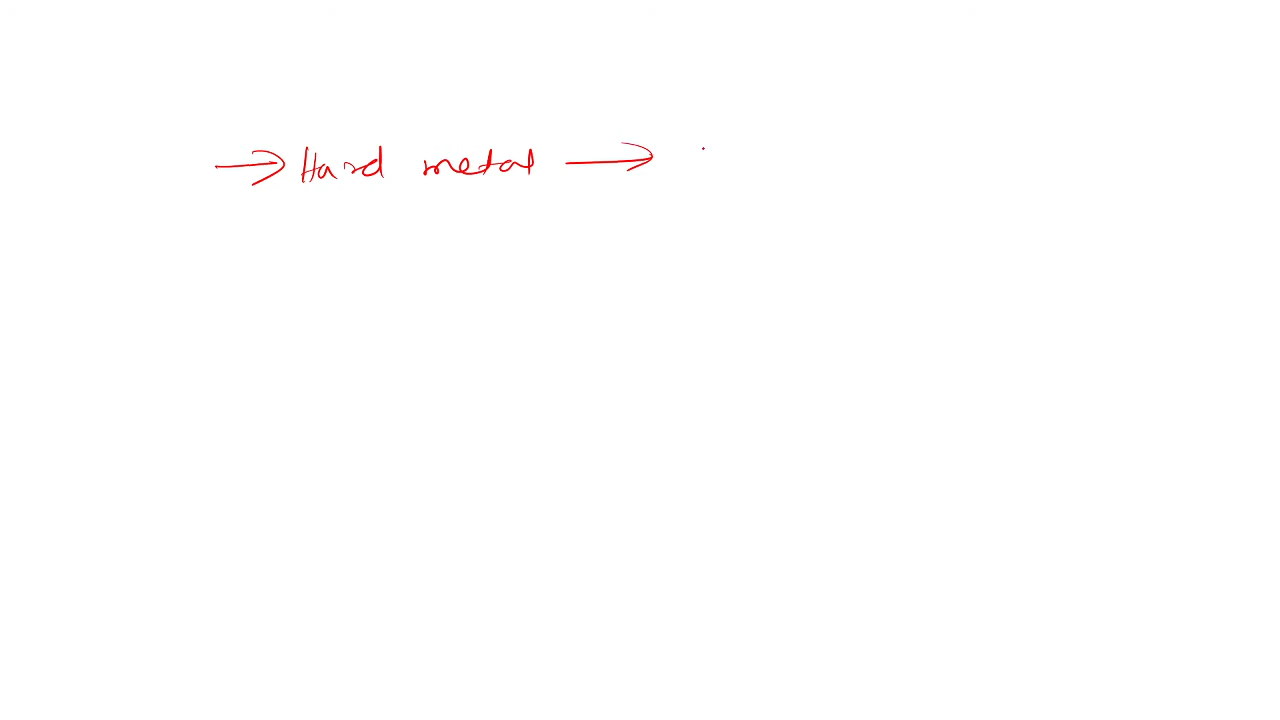 → Hard metal →